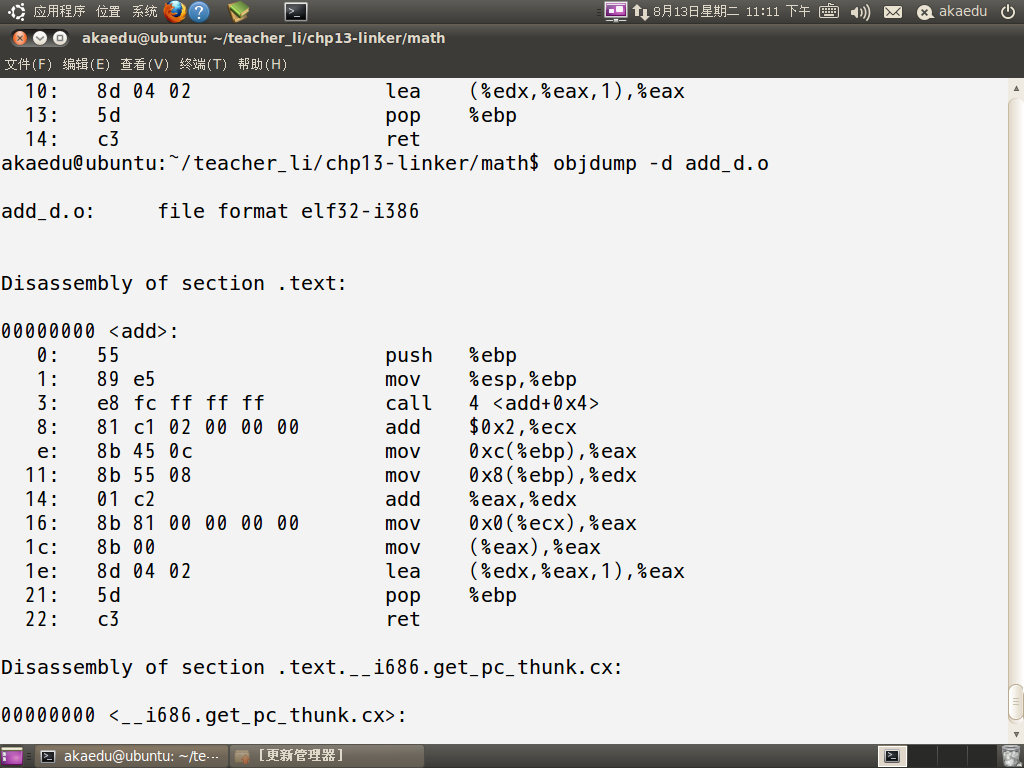 应用程序 位置 系统 8月13日星期二 11:11 下午 akaedu
akaedu@ubuntu: ~/teacher_li/chp13-linker/math
文件(F) 编辑(E) 查看(V) 终端(T) 帮助(H)
10: 8d 04 02 lea (%edx,%eax,1),%eax
13: 5d pop %ebp
14: c3 ret
akaedu@ubuntu:~/teacher_li/chp13-linker/math$ objdump -d add_d.o
add_d.o: file format elf32-i386
Disassembly of section .text:
00000000 <add>:
0: 55 push %ebp
1: 89 e5 mov %esp,%ebp
3: e8 fc ff ff ff call 4 <add+0x4>
8: 81 c1 02 00 00 00 add $0x2,%ecx
e: 8b 45 0c mov 0xc(%ebp),%eax
11: 8b 55 08 mov 0x8(%ebp),%edx
14: 01 c2 add %eax,%edx
16: 8b 81 00 00 00 00 mov 0x0(%ecx),%eax
1c: 8b 00 mov (%eax),%eax
1e: 8d 04 02 lea (%edx,%eax,1),%eax
21: 5d pop %ebp
22: c3 ret
Disassembly of section .text.__i686.get_pc_thunk.cx:
00000000 <__i686.get_pc_thunk.cx>:
akaedu@ubuntu: ~/te··· [更新管理器]